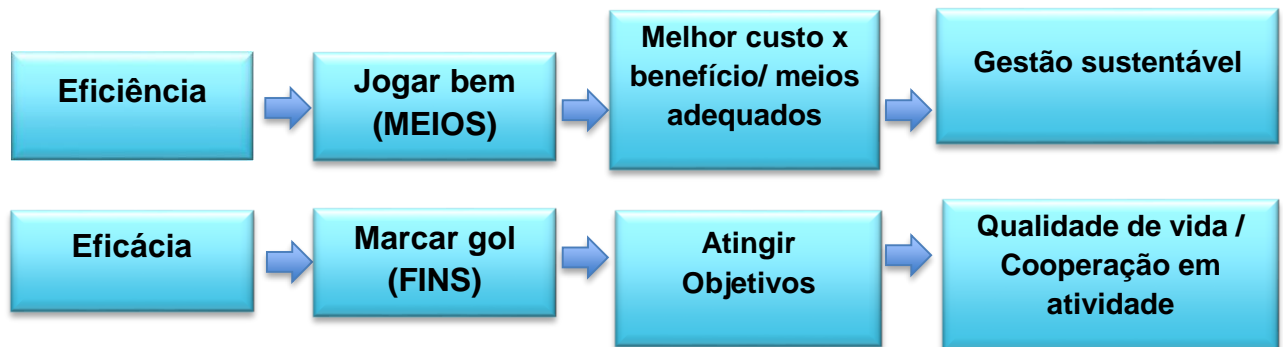 Eficiência
Jogar bem
(MEIOS)
Melhor custo x
benefício/ meios
adequados
Gestão sustentável
Eficácia
Marcar gol
(FINS)
Atingir
Objetivos
Qualidade de vida /
Cooperação em
atividade